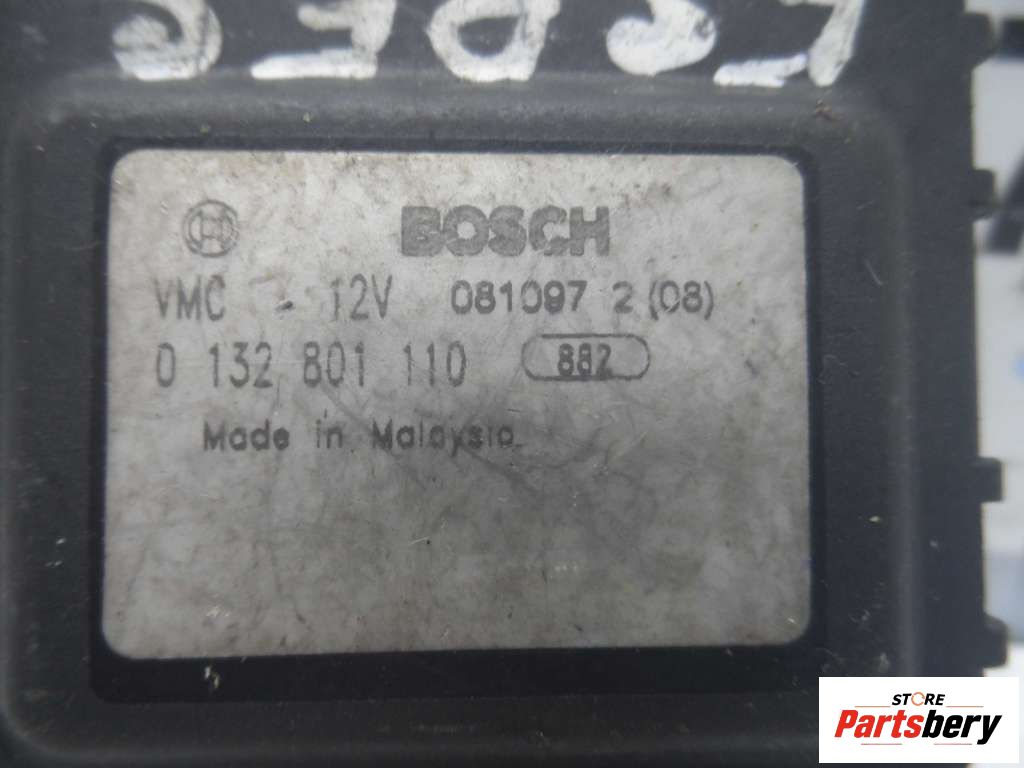 BOSCH
VMC - 12V 081097 2 (08)
0 132 801 110 882
Made in Malaysia
STORE
Partsbery